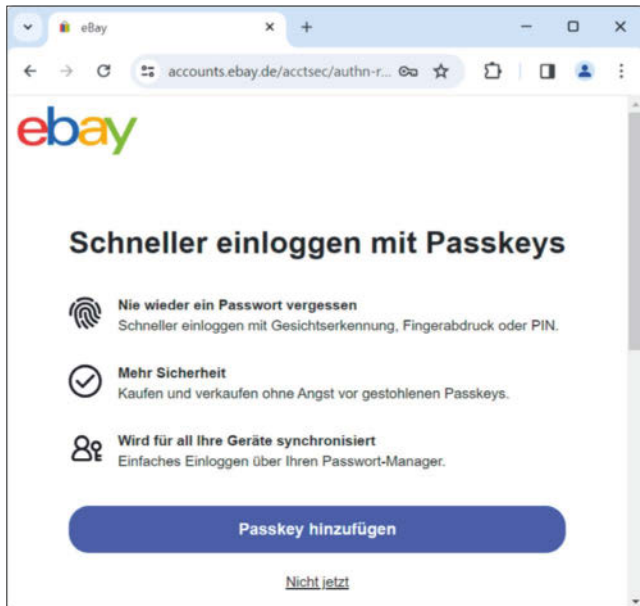 eBay
accounts.ebay.de/acctsec/authn-r...
ebay
Schneller einloggen mit Passkeys
Nie wieder ein Passwort vergessen
Schneller einloggen mit Gesichtserkennung, Fingerabdruck oder PIN.
Mehr Sicherheit
Kaufen und verkaufen ohne Angst vor gestohlenen Passkeys.
Wird für all Ihre Geräte synchronisiert
Einfaches Einloggen über Ihren Passwort-Manager.
Passkey hinzufügen
Nicht jetzt